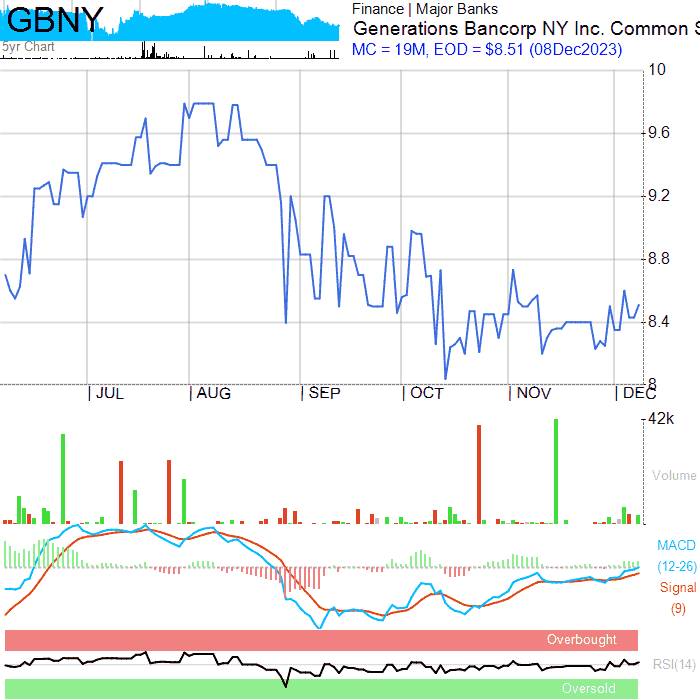 GBNY
5yr Chart
Finance | Major Banks
Generations Bancorp NY Inc. Common S
MC = 19M, EOD = $8.51 (08Dec2023)
10
9.6
9.2
8.8
8.4
8
JUL AUG SEP OCT NOV DEC
42k
Volume
MACD
(12-26)
Signal
(9)
Overbought
RSI(14)
Oversold